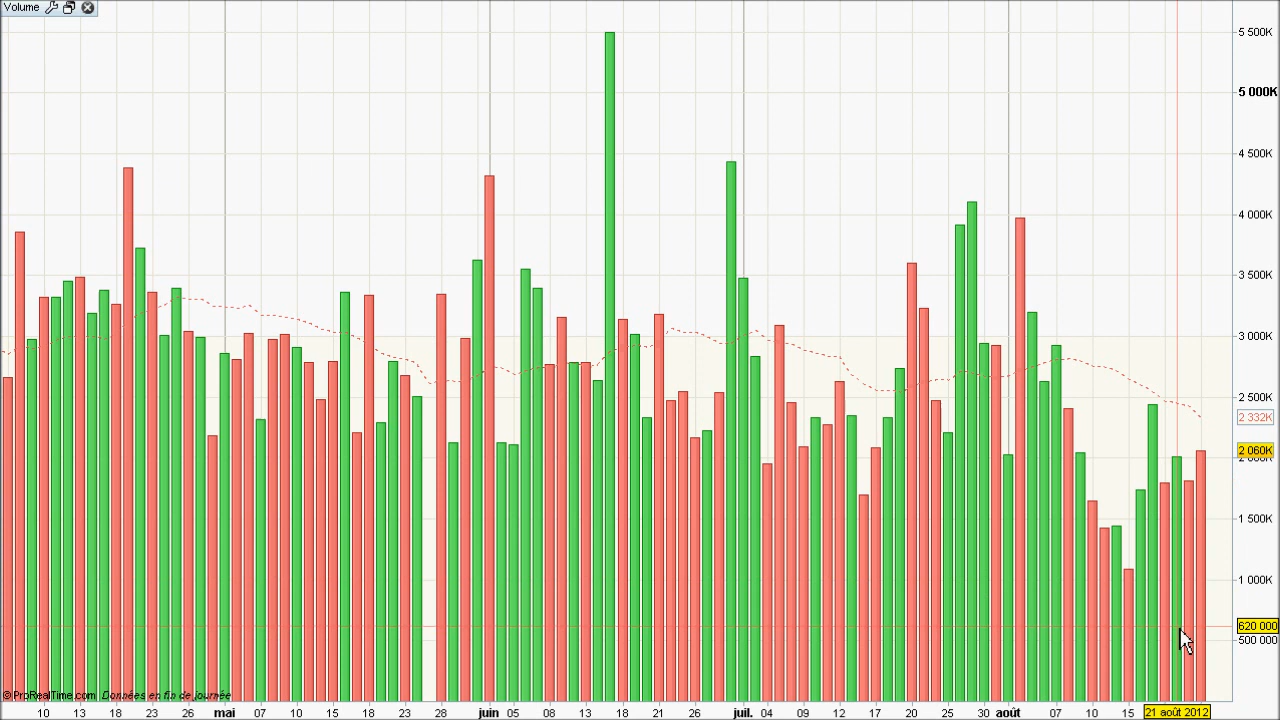 Volume
5 500K
5 000K
4 500K
4 000K
3 500K
3 000K
2 500K
2 332K
2 060K
1 500K
1 000K
620 000
500 000
© ProRealTime.com Données en fin de journée
10 13 18 23 26 mai 07 10 15 18 23 28 juin 05 08 13 18 21 26 juil. 04 09 12 17 20 25 30 août 07 10 15 21 août 2012